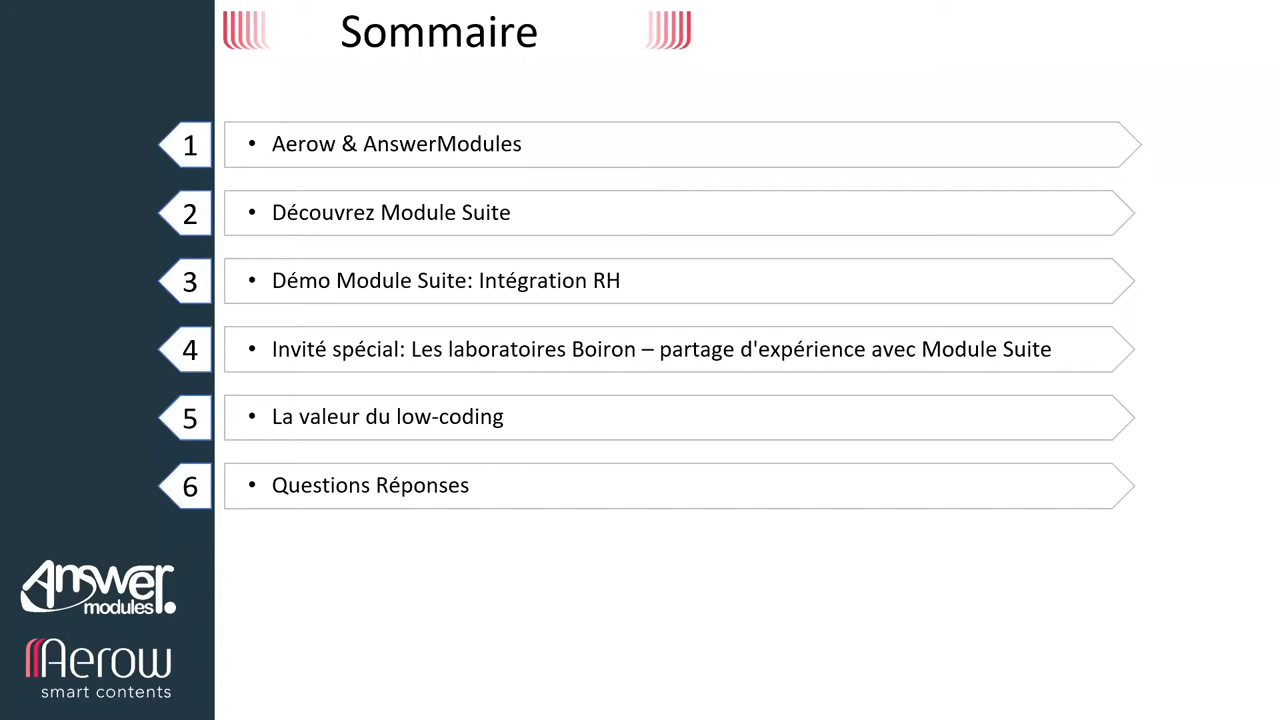 Sommaire
1
• Aerow & AnswerModules
2
• Découvrez Module Suite
3
• Démo Module Suite: Intégration RH
4
• Invité spécial: Les laboratoires Boiron – partage d'expérience avec Module Suite
5
• La valeur du low-coding
6
• Questions Réponses
Answer
modules
Aerow
smart contents